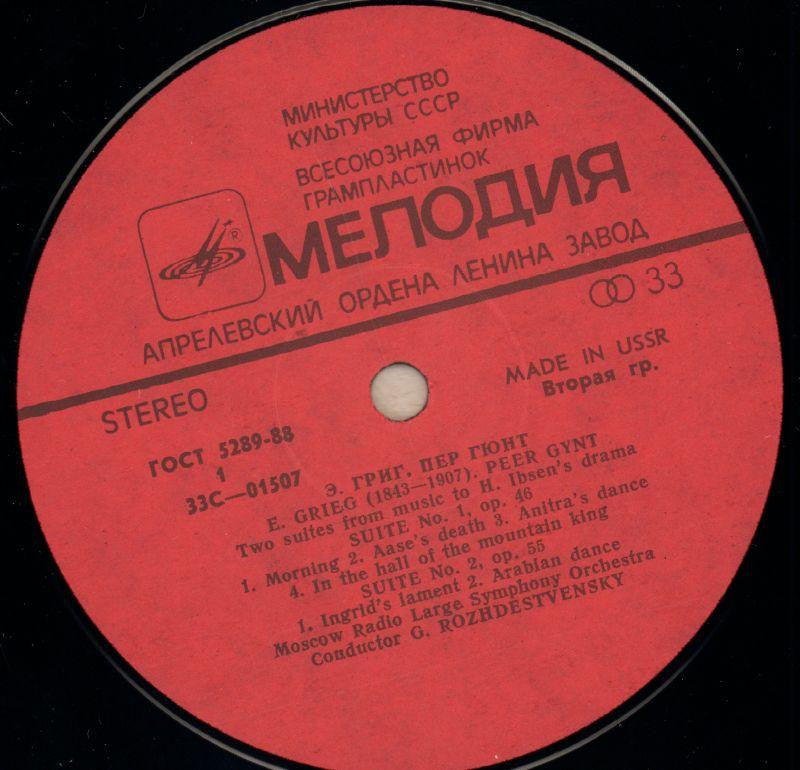 МИНИСТЕРСТВО
КУЛЬТУРЫ СССР
ВСЕСОЮЗНАЯ ФИРМА
ГРАМПЛАСТИНОК
МЕЛОДИЯ
®
АПРЕЛЕВСКИЙ ОРДЕНА ЛЕНИНА ЗАВОД
33
STEREO
MADE IN USSR
Вторая гр.
ГОСТ 5289-88
1
33С—01507
Э. ГРИГ. ПЕР ГЮНТ
E. GRIEG (1843—1907). PEER GYNT
Two suites from music to H. Ibsen's drama
SUITE No. 1, op. 46
1. Morning 2. Aase's death 3. Anitra's dance
4. In the hall of the mountain king
SUITE No. 2, op. 55
1. Ingrid's lament 2. Arabian dance
Moscow Radio Large Symphony Orchestra
Conductor G. ROZHDESTVENSKY